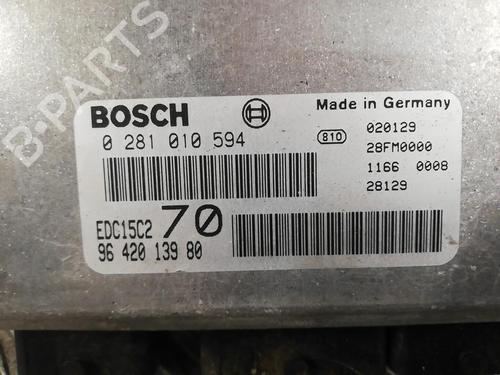 B-PARTS
BOSCH
Made in Germany
0 281 010 594
810
020129
28FM0000
1166 0008
28129
EDC15C2
70
96 420 139 80